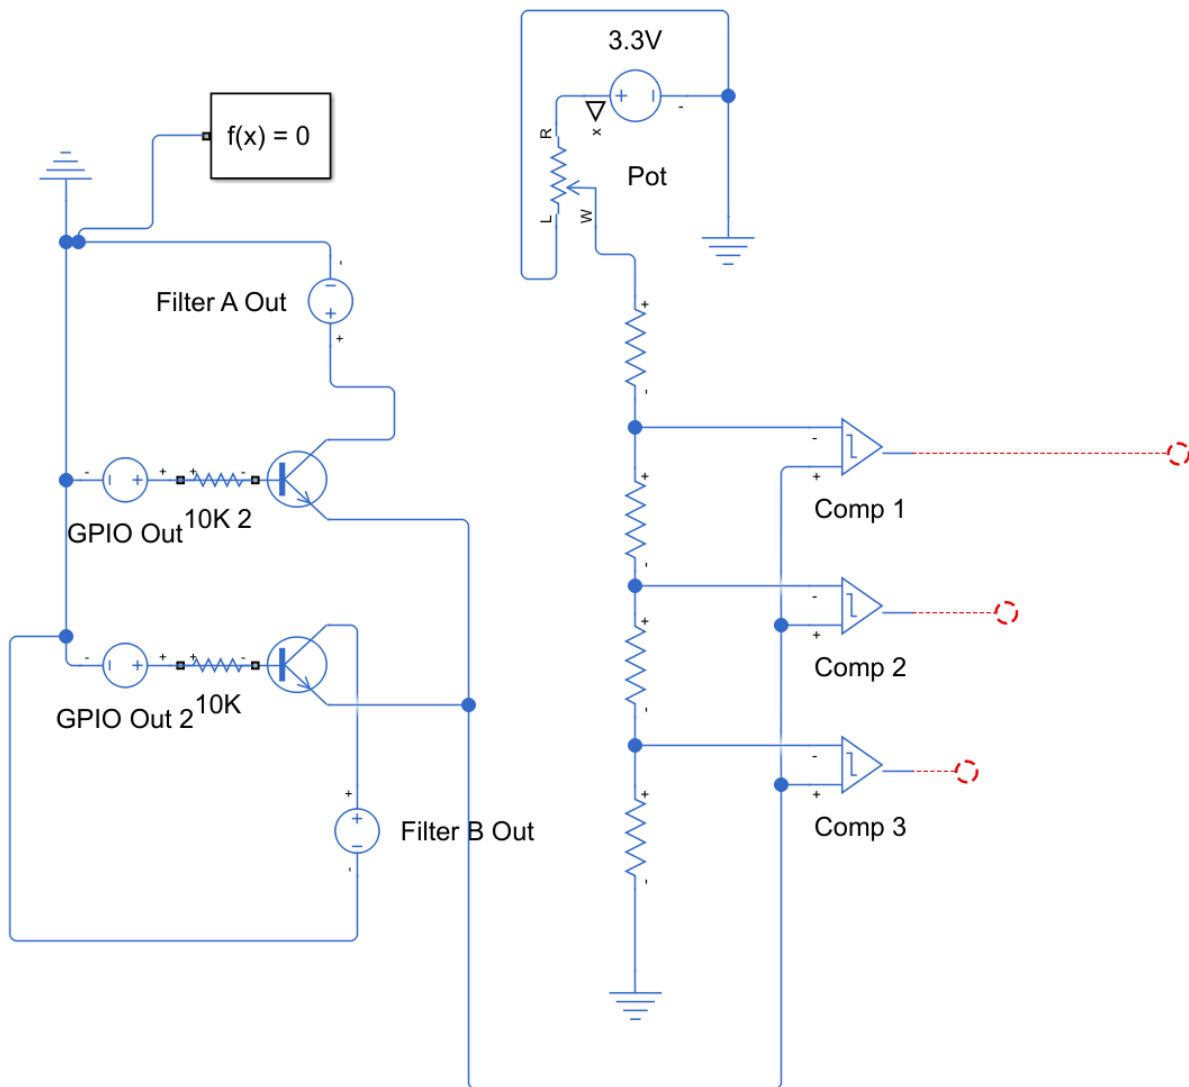 3.3V
f(x) = 0
R
x
Pot
L
W
Filter A Out
Comp 1
GPIO Out
10K 2
Comp 2
GPIO Out 2
10K
Filter B Out
Comp 3